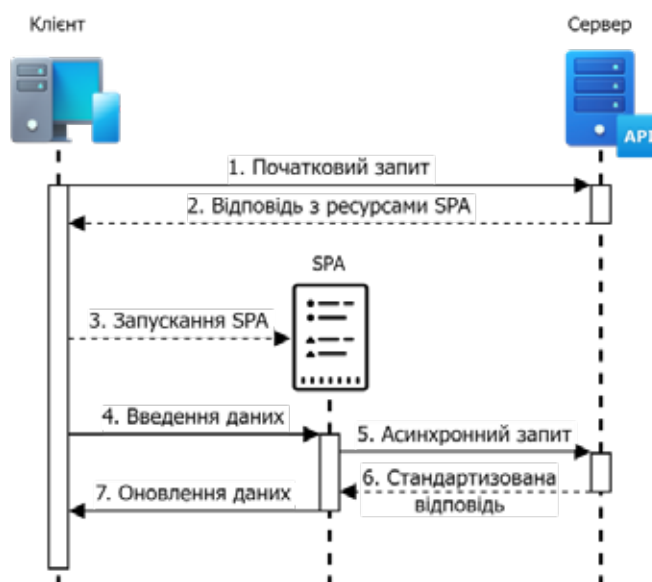 Клієнт
Сервер
API
1. Початковий запит
2. Відповідь з ресурсами SPA
SPA
3. Запускання SPA
4. Введення даних
5. Асинхронний запит
6. Стандартизована
відповідь
7. Оновлення даних